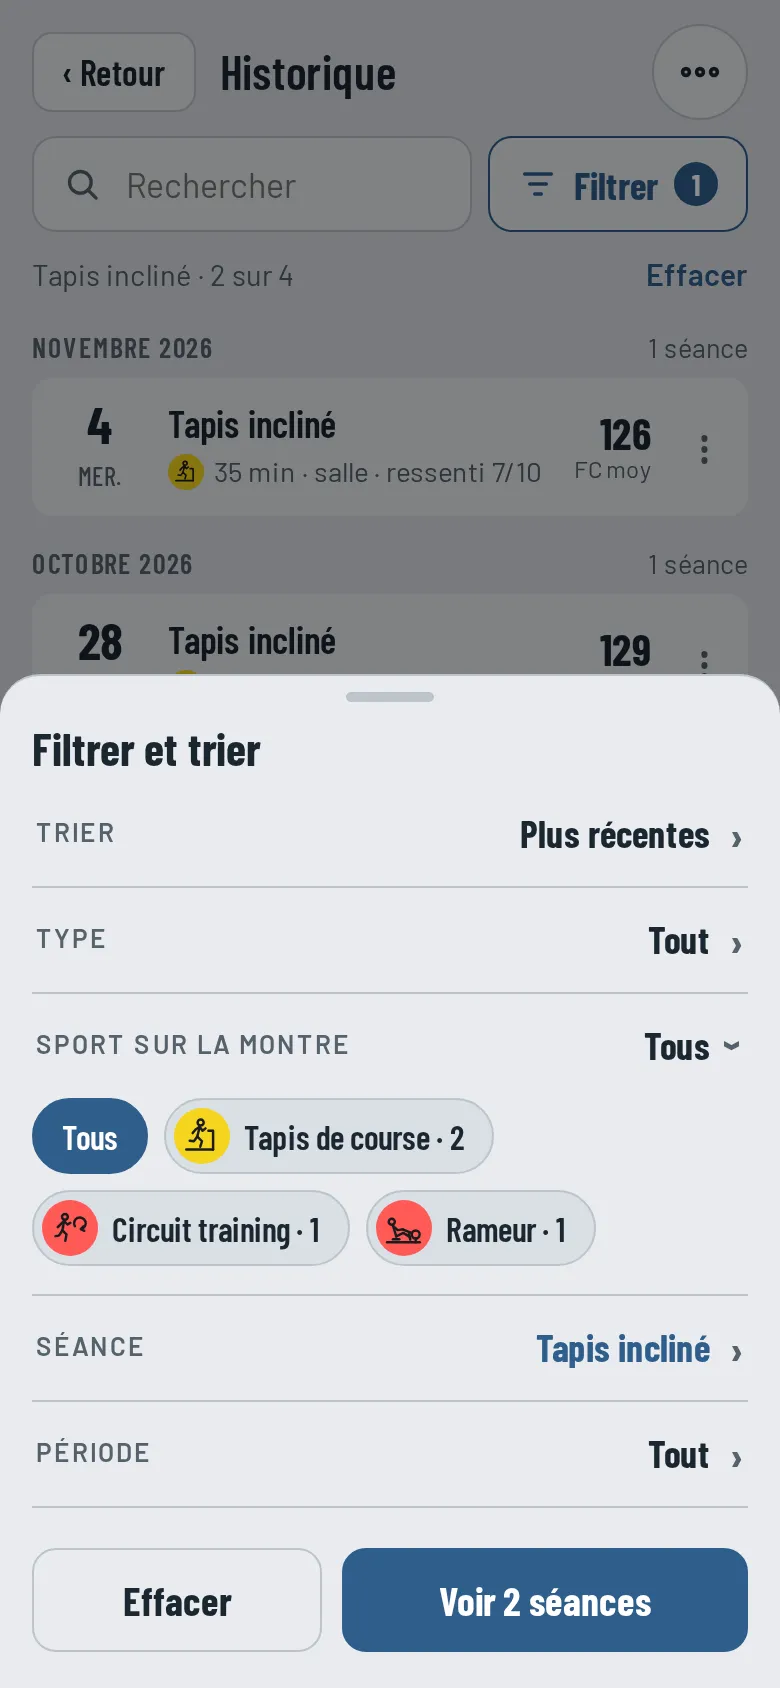 ‹ Retour Historique
Rechercher Filtrer 1
Tapis incliné · 2 sur 4 Effacer
NOVEMBRE 2026 1 séance
4 Tapis incliné 126
MER. 35 min · salle · ressenti 7/10 FC moy
OCTOBRE 2026 1 séance
28 Tapis incliné 129
Filtrer et trier
TRIER Plus récentes ›
TYPE Tout ›
SPORT SUR LA MONTRE Tous
Tous Tapis de course · 2
Circuit training · 1 Rameur · 1
SÉANCE Tapis incliné ›
PÉRIODE Tout ›
Effacer Voir 2 séances